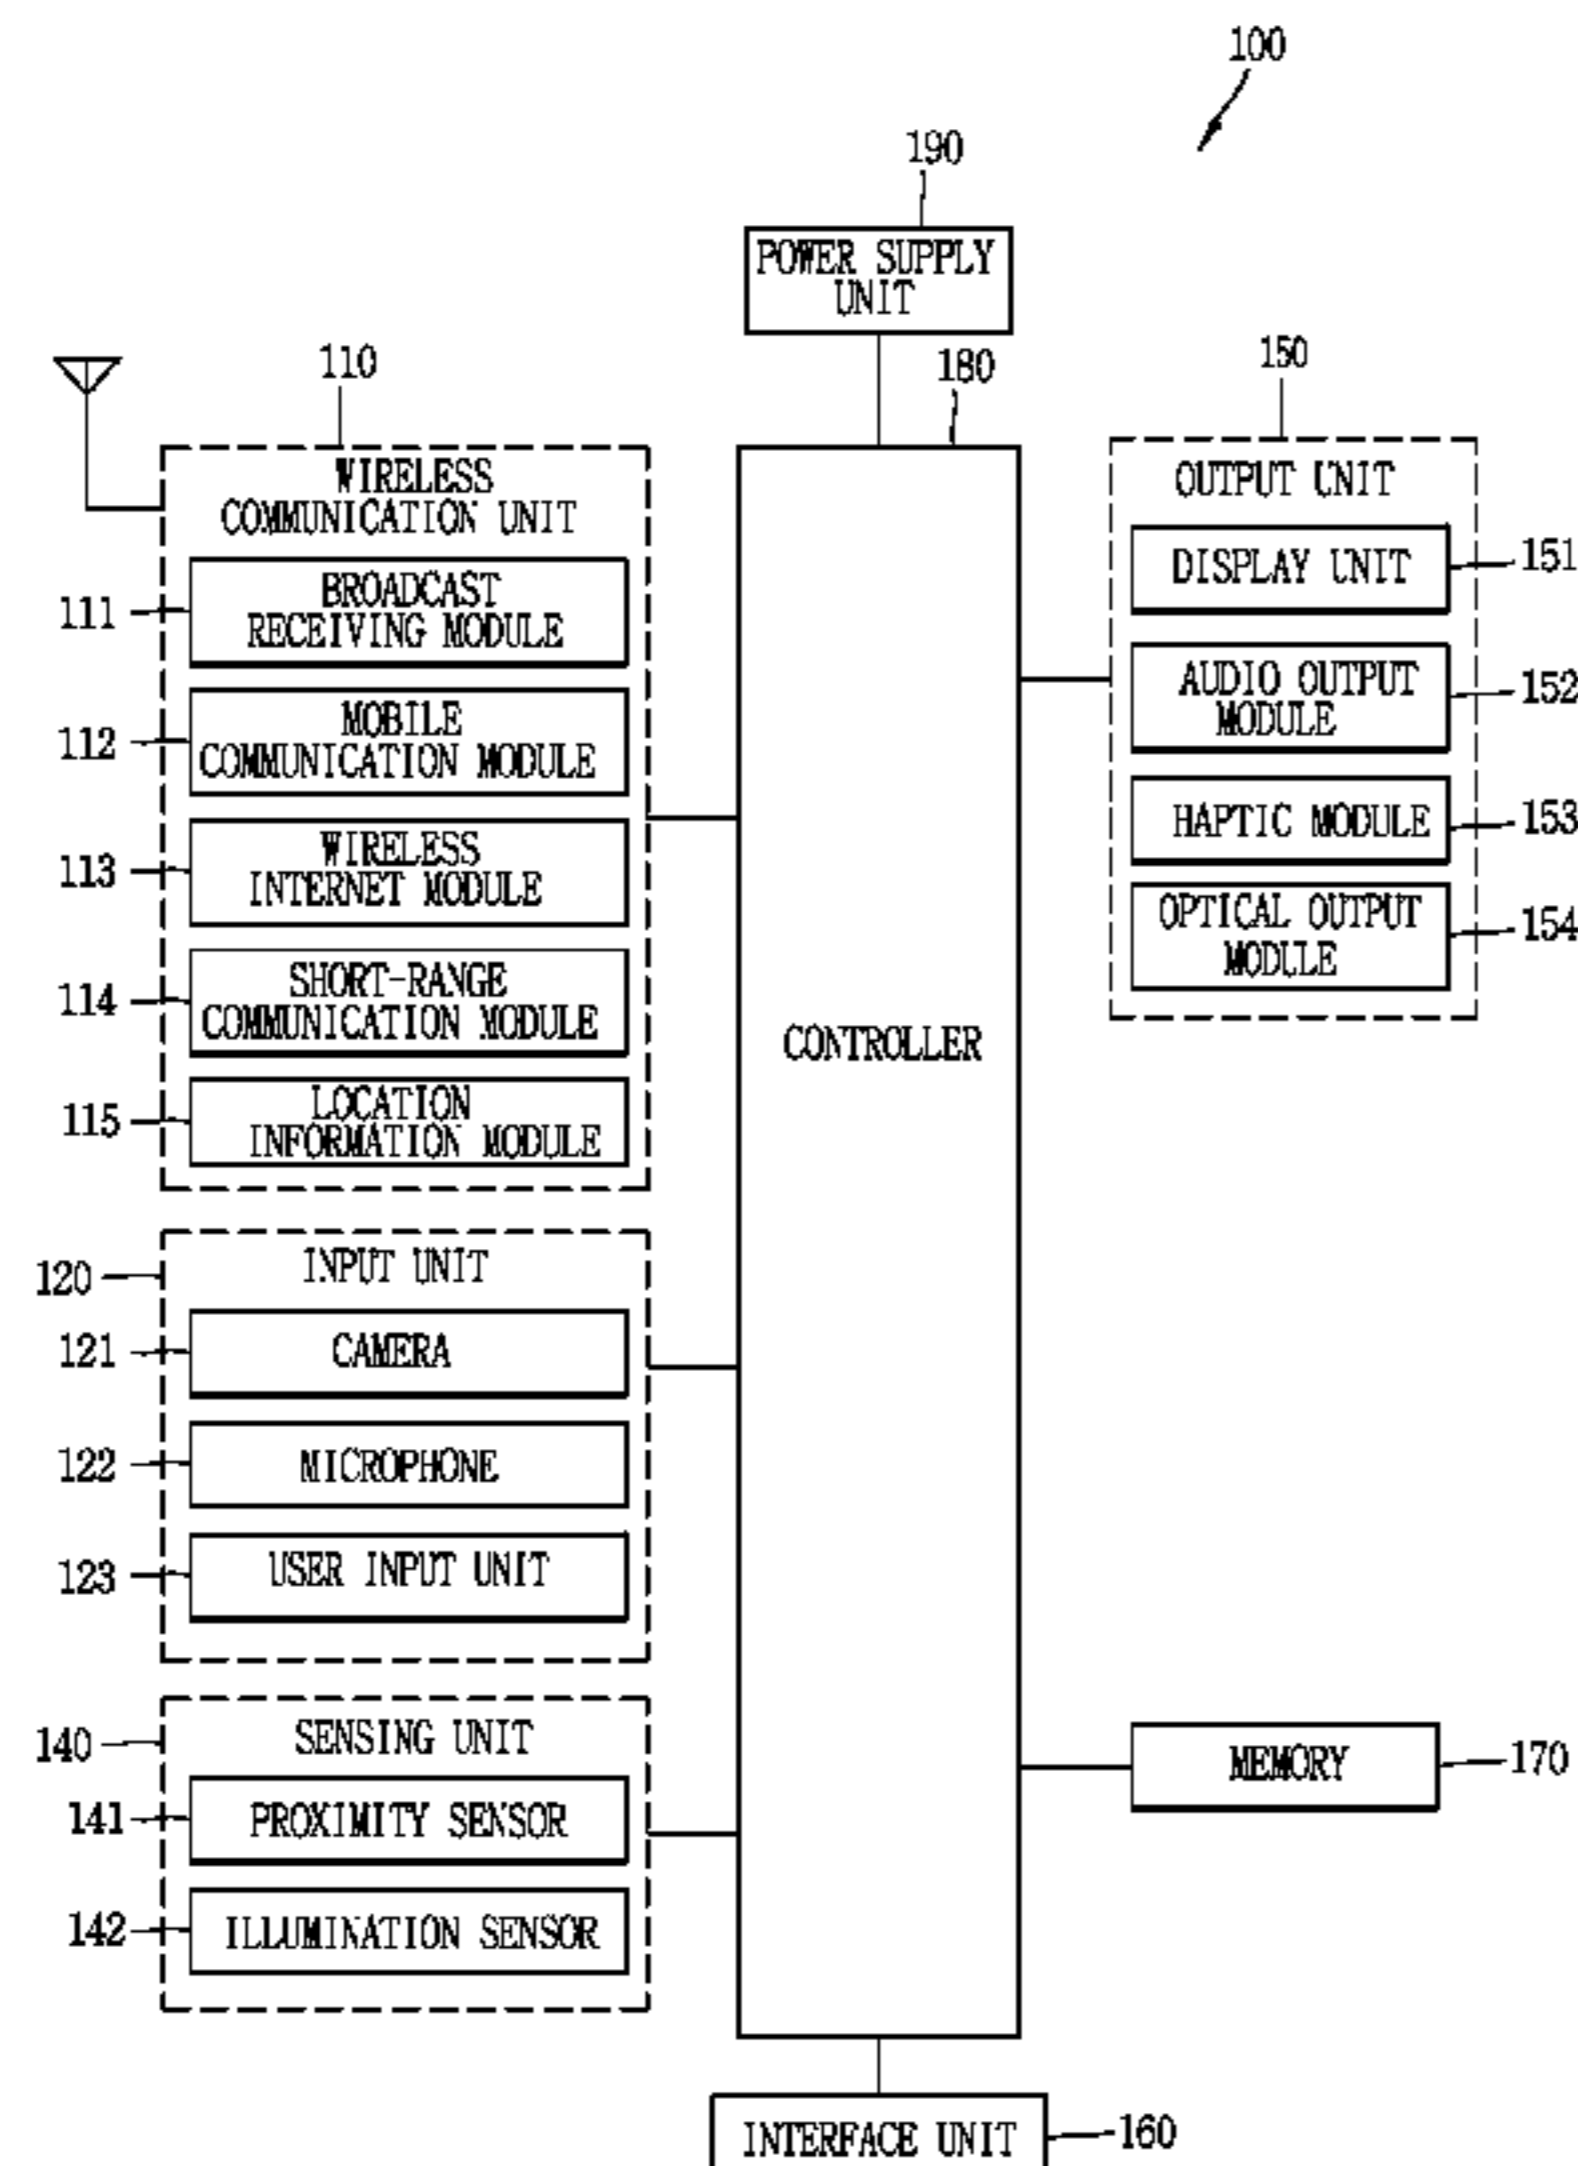 100
190
POWER SUPPLY
UNIT
110
180
150
WIRELESS
COMMUNICATION UNIT
111
BROADCAST
RECEIVING MODULE
112
MOBILE
COMMUNICATION MODULE
113
WIRELESS
INTERNET MODULE
114
SHORT-RANGE
COMMUNICATION MODULE
115
LOCATION
INFORMATION MODULE
120
INPUT UNIT
121
CAMERA
122
MICROPHONE
123
USER INPUT UNIT
140
SENSING UNIT
141
PROXIMITY SENSOR
142
ILLUMINATION SENSOR
CONTROLLER
OUTPUT UNIT
DISPLAY UNIT
151
AUDIO OUTPUT
MODULE
152
HAPTIC MODULE
153
OPTICAL OUTPUT
MODULE
154
MEMORY
170
INTERFACE UNIT
160